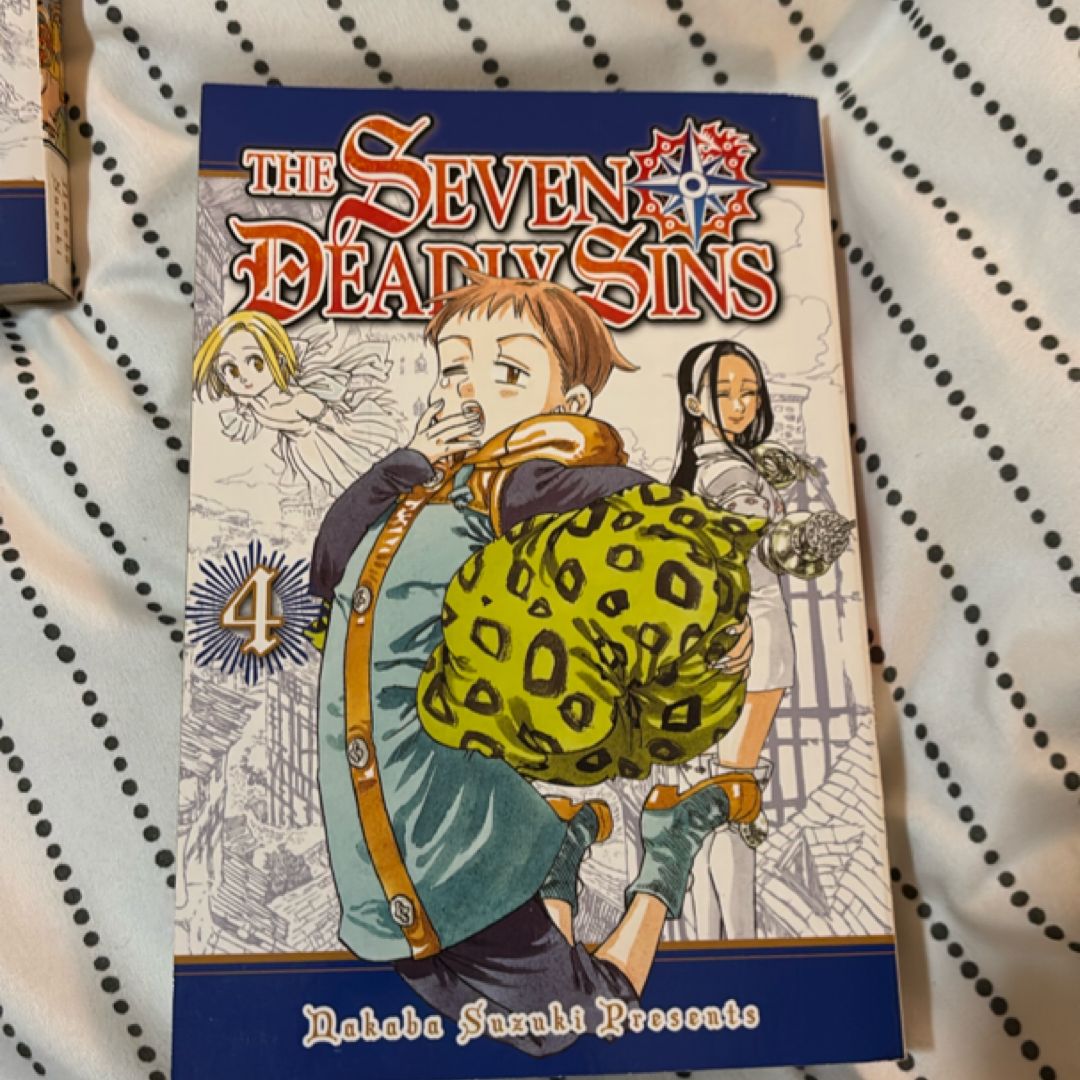 THE SEVEN
DEADLY SINS
4
Nakaba Suzuki Presents